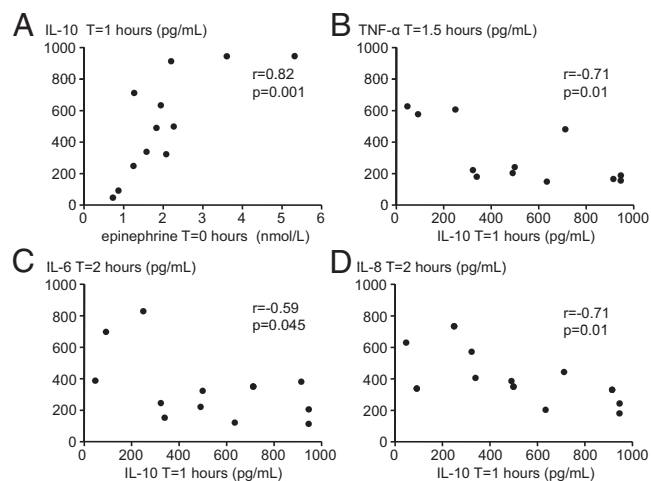 A IL-10 T=1 hours (pg/mL)
1000
800
600
400
200
0
r=0.82
p=0.001
0 1 2 3 4 5 6
epinephrine T=0 hours (nmol/L)
B TNF-α T=1.5 hours (pg/mL)
1000
800
600
400
200
0
r=-0.71
p=0.01
0 200 400 600 800 1000
IL-10 T=1 hours (pg/mL)
C IL-6 T=2 hours (pg/mL)
1000
800
600
400
200
0
r=-0.59
p=0.045
0 200 400 600 800 1000
IL-10 T=1 hours (pg/mL)
D IL-8 T=2 hours (pg/mL)
1000
800
600
400
200
0
r=-0.71
p=0.01
0 200 400 600 800 1000
IL-10 T=1 hours (pg/mL)